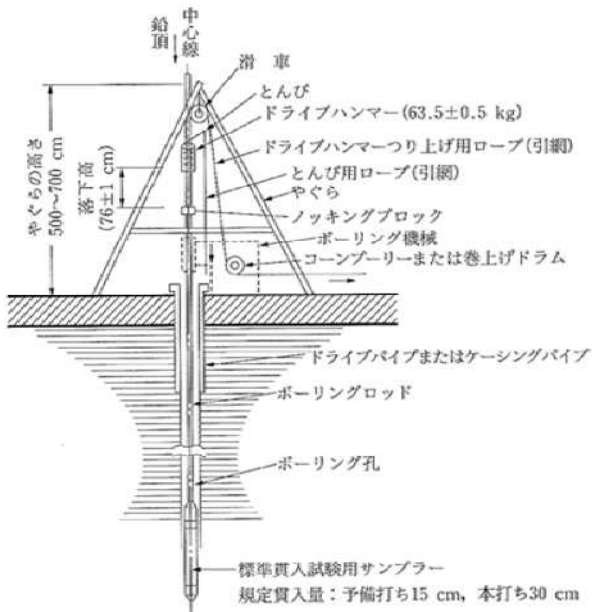 中心線
鉛頂
滑 車
とんび
ドライブハンマー(63.5±0.5 kg)
ドライブハンマーつり上げ用ロープ(引綱)
とんび用ロープ(引綱)
やぐら
ノッキングブロック
ボーリング機械
コーンプーリーまたは巻上げドラム
やぐらの高さ
500〜700 cm
落下高
(76±1 cm)
ドライブパイプまたはケーシングパイプ
ボーリングロッド
ボーリング孔
標準貫入試験用サンプラー
規定貫入量：予備打ち15 cm，本打ち30 cm